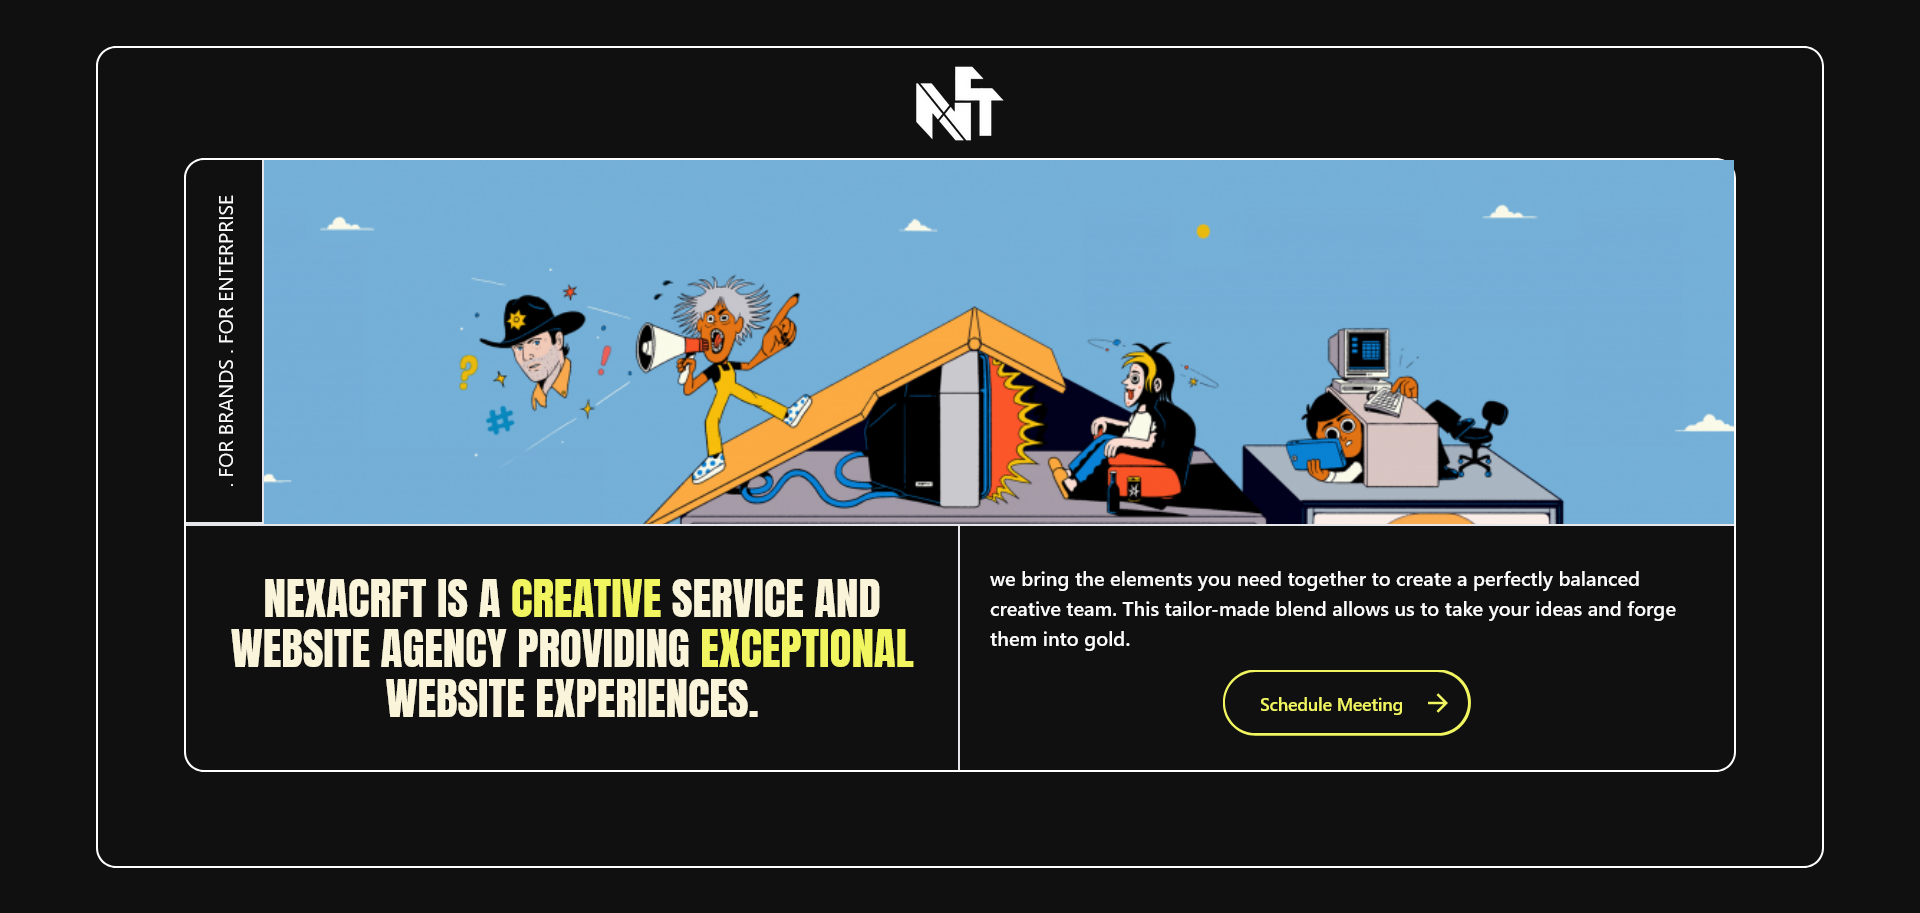 NFT
. FOR BRANDS . FOR ENTERPRISE
?
!
#
NEXACRFT IS A CREATIVE SERVICE AND
WEBSITE AGENCY PROVIDING EXCEPTIONAL
WEBSITE EXPERIENCES.
we bring the elements you need together to create a perfectly balanced
creative team. This tailor-made blend allows us to take your ideas and forge
them into gold.
Schedule Meeting